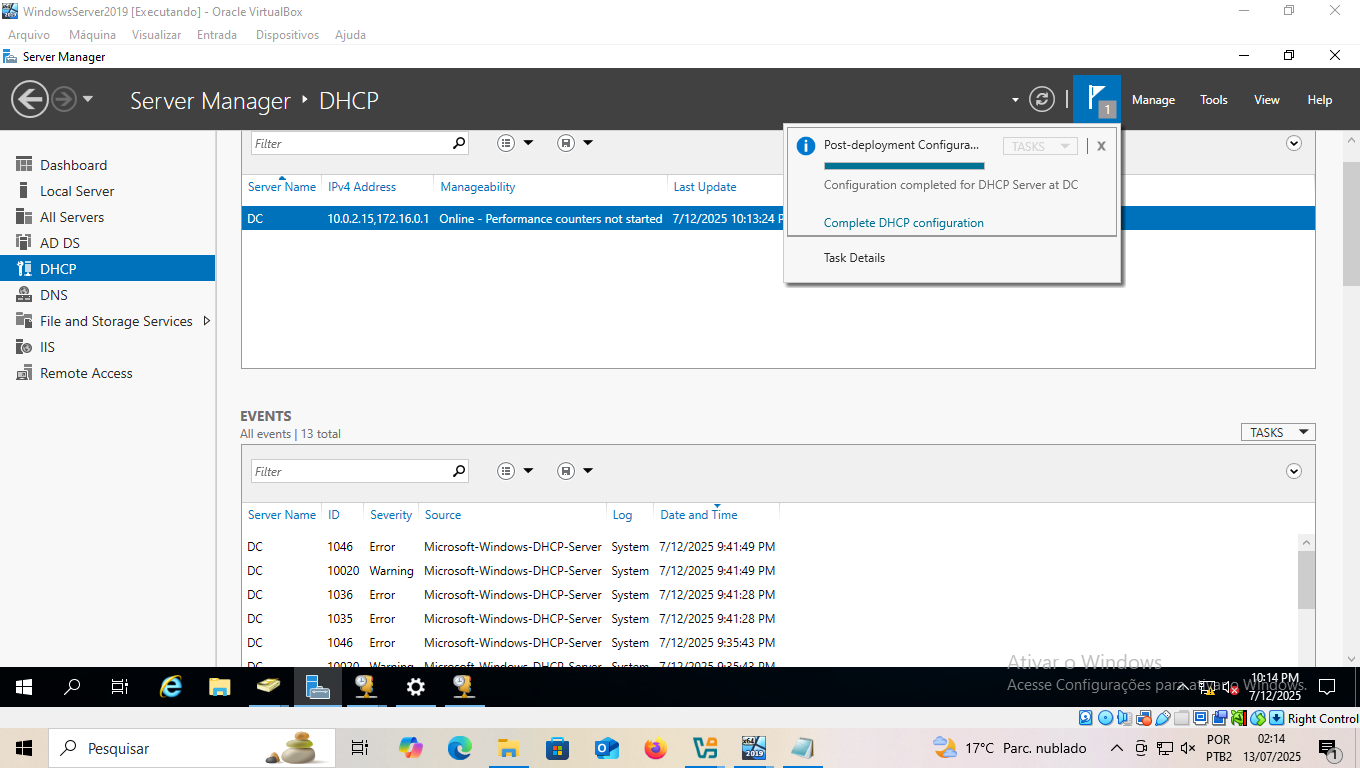 WindowsServer2019 [Executando] - Oracle VirtualBox
Arquivo Máquina Visualizar Entrada Dispositivos Ajuda
Server Manager
Server Manager DHCP
1 Manage Tools View Help
Dashboard
Local Server
All Servers
AD DS
DHCP
DNS
File and Storage Services
IIS
Remote Access
Filter
Server Name IPv4 Address Manageability Last Update
DC 10.0.2.15,172.16.0.1 Online - Performance counters not started 7/12/2025 10:13:24
Post-deployment Configura... TASKS X
Configuration completed for DHCP Server at DC
Complete DHCP configuration
Task Details
EVENTS
All events | 13 total
TASKS
Filter
Server Name ID Severity Source Log Date and Time
DC 1046 Error Microsoft-Windows-DHCP-Server System 7/12/2025 9:41:49 PM
DC 10020 Warning Microsoft-Windows-DHCP-Server System 7/12/2025 9:41:49 PM
DC 1036 Error Microsoft-Windows-DHCP-Server System 7/12/2025 9:41:28 PM
DC 1035 Error Microsoft-Windows-DHCP-Server System 7/12/2025 9:41:28 PM
DC 1046 Error Microsoft-Windows-DHCP-Server System 7/12/2025 9:35:43 PM
DC 10020 Warning Microsoft-Windows-DHCP-Server System 7/12/2025 9:35:43 PM
Ativar o Windows
Acesse Configurações para ativar o Windows.
10:14 PM
7/12/2025
Right Control
Pesquisar
17°C Parc. nublado
POR
PTB2
02:14
13/07/2025
1